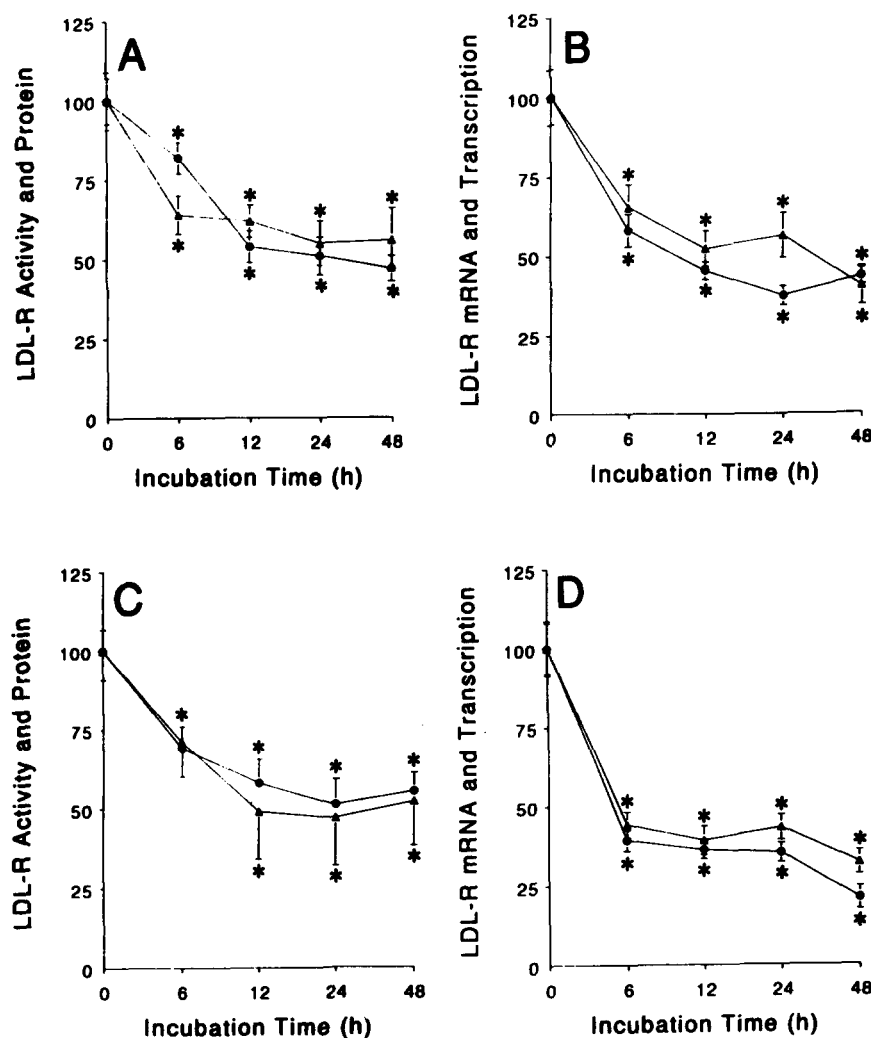 A
LDL-R Activity and Protein
125
100
75
50
25
0
* * * *
* * * *
0 6 12 24 48
Incubation Time (h)
B
LDL-R mRNA and Transcription
125
100
75
50
25
0
* * * *
* * * *
0 6 12 24 48
Incubation Time (h)
C
LDL-R Activity and Protein
125
100
75
50
25
0
* * * *
* * *
0 6 12 24 48
Incubation Time (h)
D
LDL-R mRNA and Transcription
125
100
75
50
25
0
* * * *
* * * *
0 6 12 24 48
Incubation Time (h)